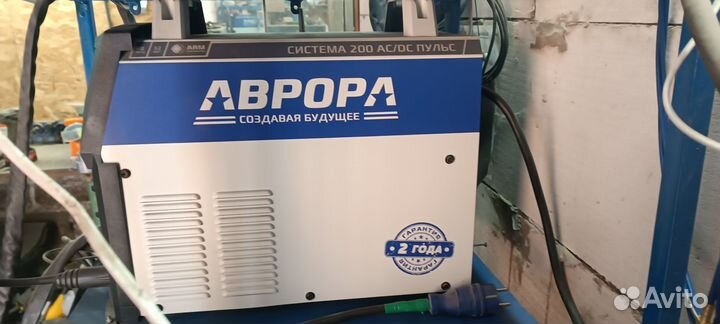 СИСТЕМА 200 AC/DC ПУЛЬС
АВРОРА
СОЗДАВАЯ БУДУЩЕЕ
ГАРАНТИЯ
2 ГОДА
ГАРАНТИЯ
Avito